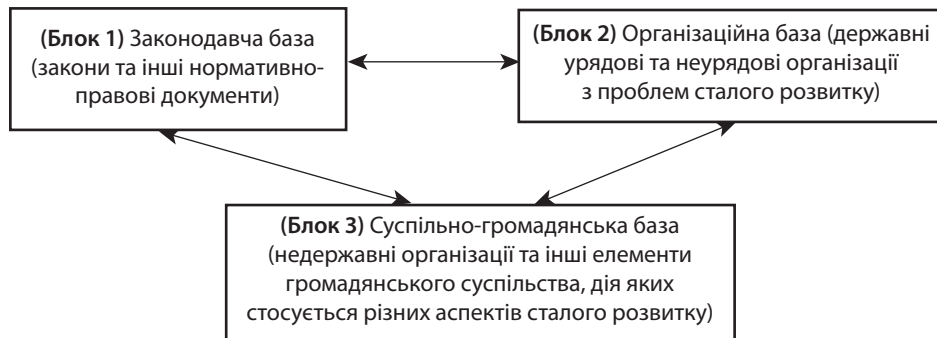 (Блок 1) Законодавча база
(закони та інші нормативно-
правові документи)
(Блок 2) Організаційна база (державні
урядові та неурядові організації
з проблем сталого розвитку)
(Блок 3) Суспільно-громадянська база
(недержавні організації та інші елементи
громадянського суспільства, дія яких
стосується різних аспектів сталого розвитку)